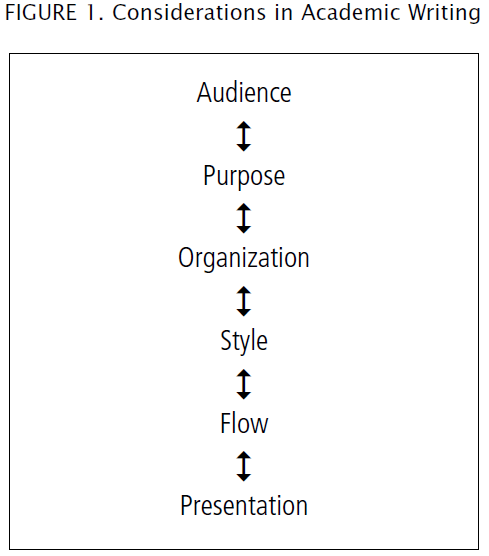 FIGURE 1. Considerations in Academic Writing
Audience
Purpose
Organization
Style
Flow
Presentation